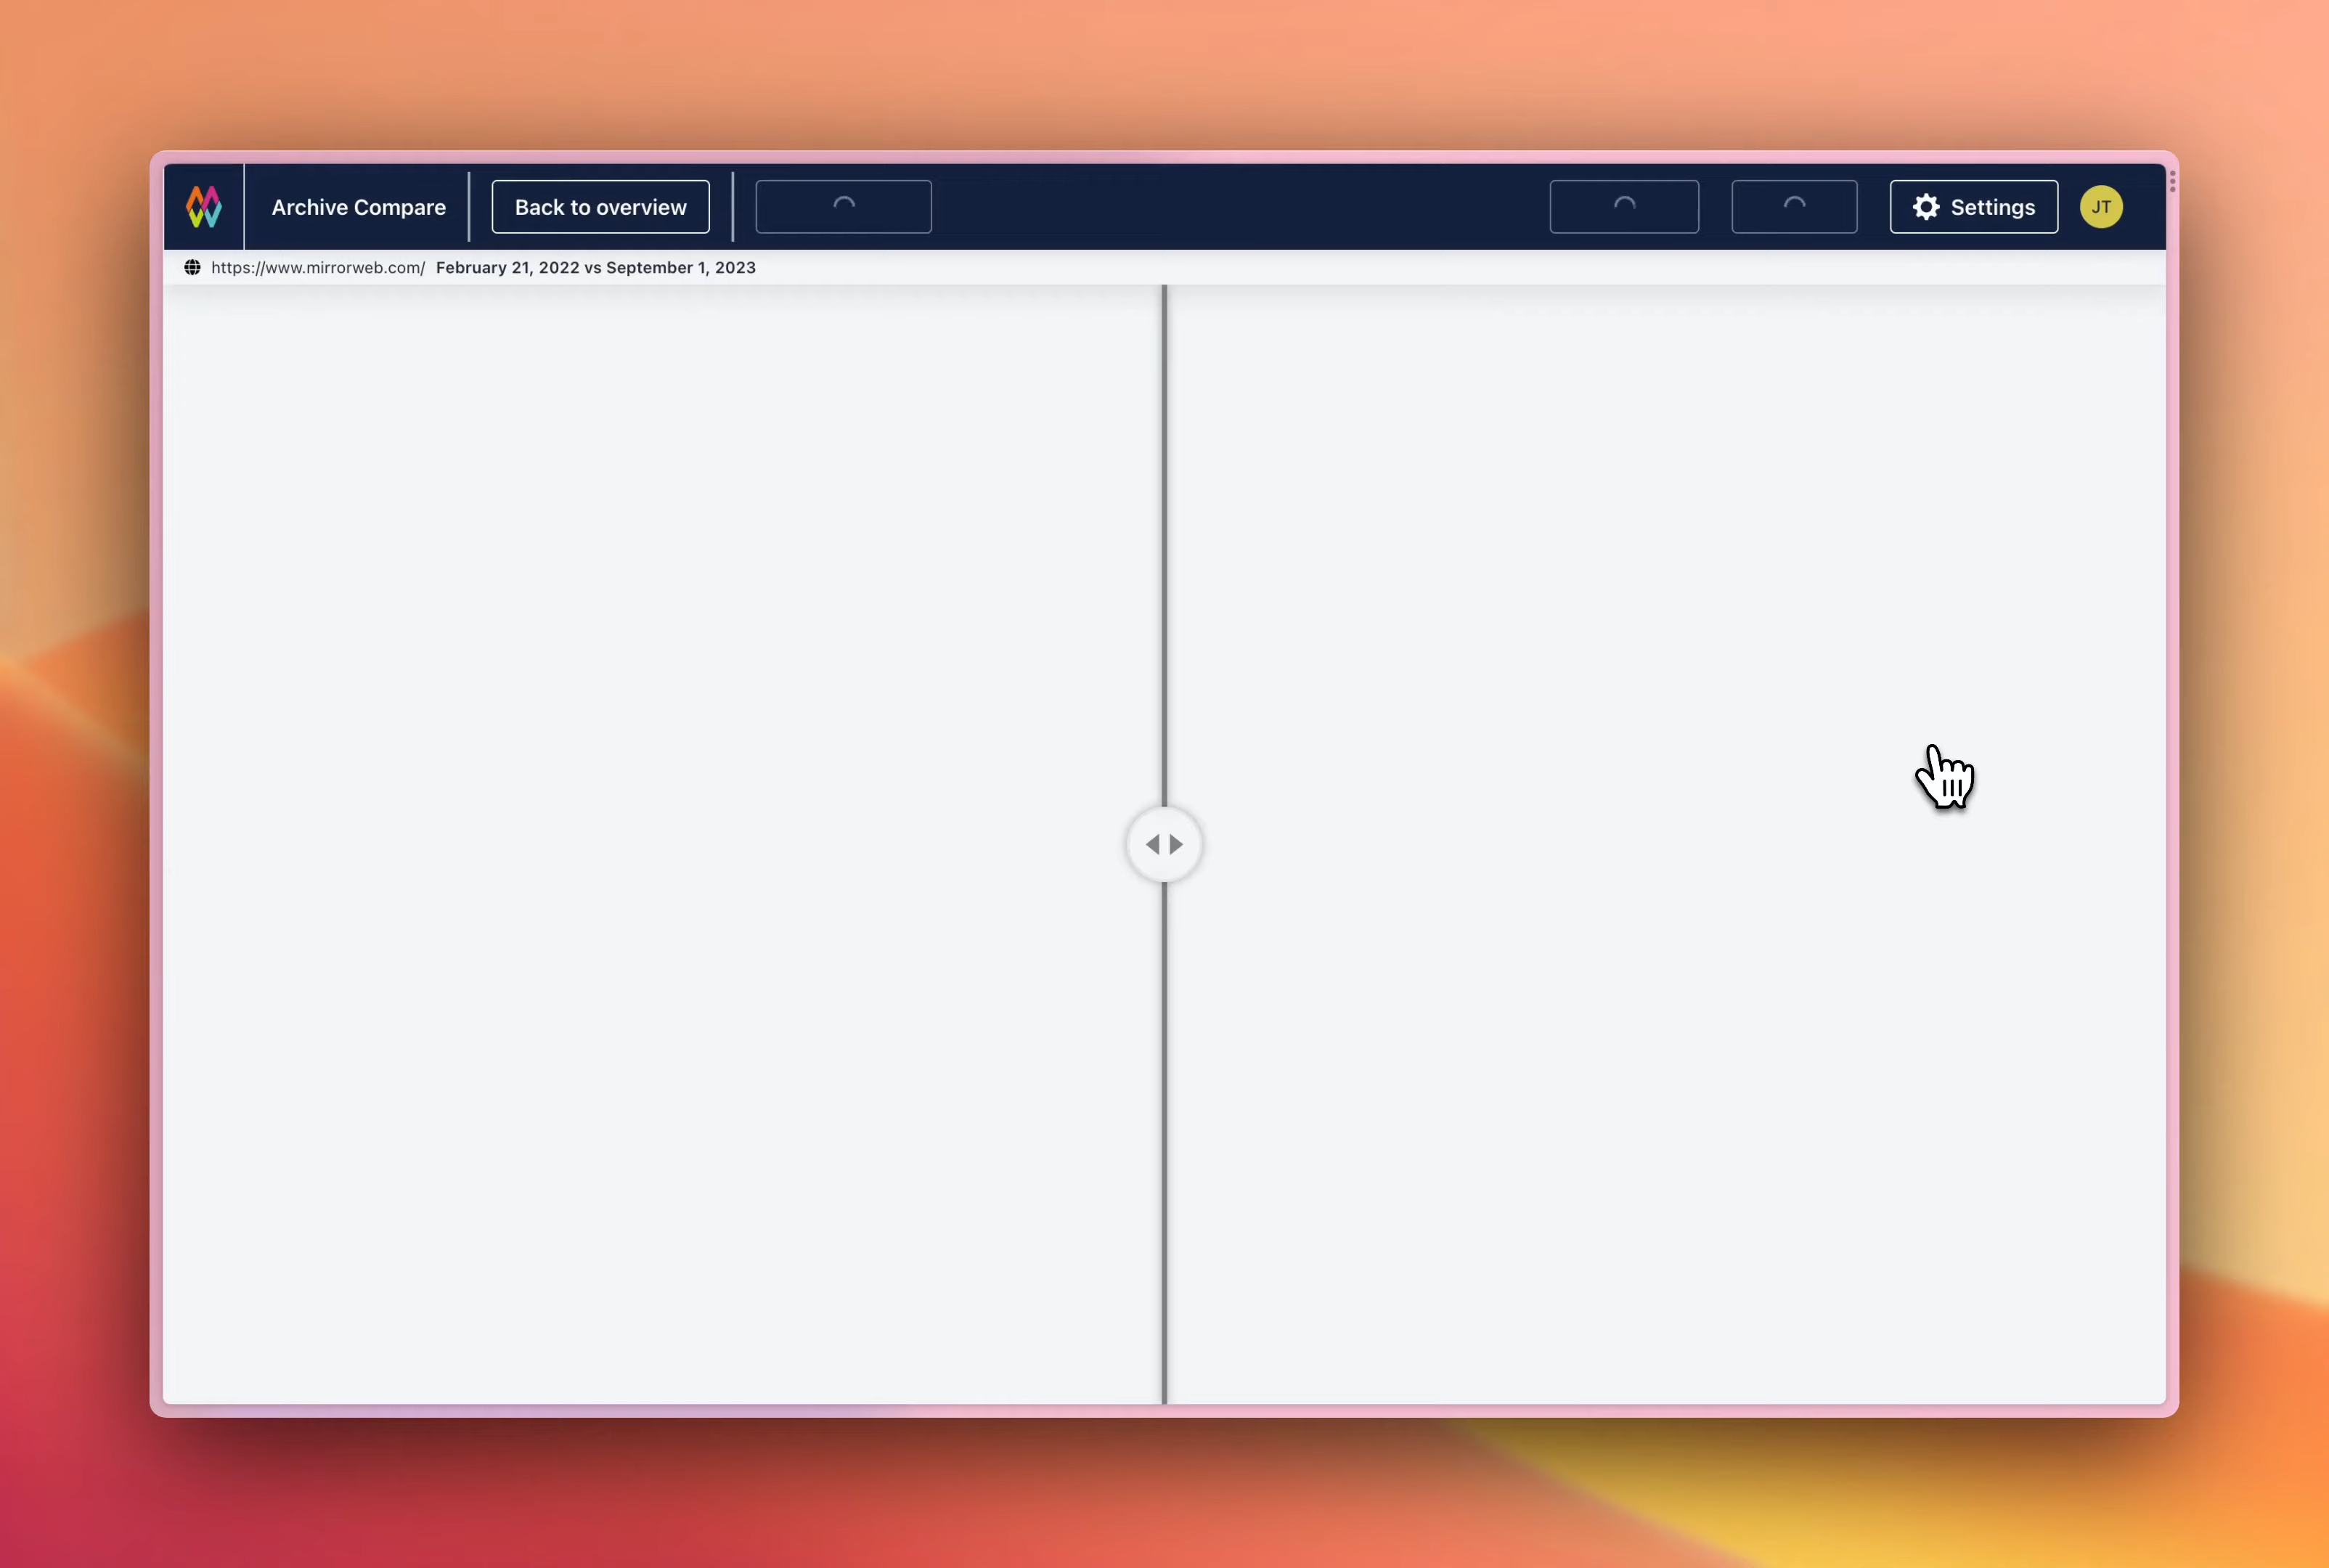 Archive Compare
Back to overview
Settings
JT
https://www.mirrorweb.com/ February 21, 2022 vs September 1, 2023